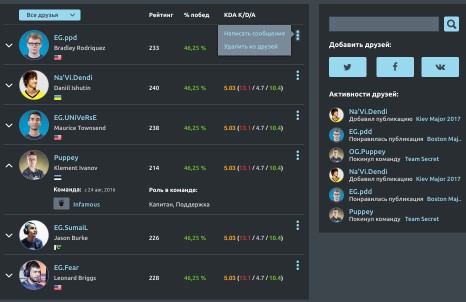 Все друзья
Рейтинг % побед KDA K/D/A
EG.ppd
Bradley Rodriquez
233 46,25 %
Написать сообщение
Удалить из друзей
Na'Vi.Dendi
Daniil Ishutin
240 46,25 % 5.03 (13.1 / 4.7 / 10.4)
EG.UNiVeRsE
Maurice Townsend
238 46,25 % 5.03 (13.1 / 4.7 / 10.4)
Puppey
Klement Ivanov
214 46,25 % 5.03 (13.1 / 4.7 / 10.4)
Команда: с 24 авг, 2016 Роль в команде:
Infamous Капитан, Поддержка
EG.SumaiL
Jason Burke
226 46,25 % 5.03 (13.1 / 4.7 / 10.4)
EG.Fear
Leonard Briggs
228 46,25 % 5.03 (13.1 / 4.7 / 10.4)
Добавить друзей:
Активности друзей:
Na'Vi.Dendi
Добавил публикацию Kiev Major 2017
EG.pdd
Понравилась публикация Boston Maj..
OG.Puppey
Покинул команду Team Secret
Na'Vi.Dendi
Добавил публикацию Kiev Major 2017
EG.pdd
Понравилась публикация Boston Maj..
Puppey
Покинул команду Team Secret